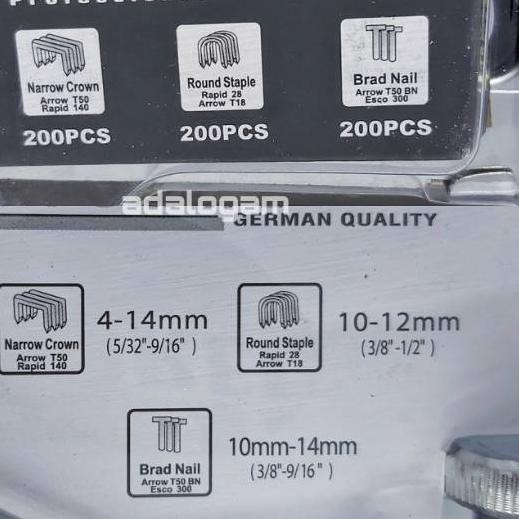 Narrow Crown
Arrow T50
Rapid 140
200PCS
Round Staple
Rapid 28
Arrow T18
200PCS
Brad Nail
Arrow T50 BN
Esco 300
200PCS
adalogam
GERMAN QUALITY
Narrow Crown
Arrow T50
Rapid 140
4-14mm
(5/32"-9/16" )
Round Staple
Rapid 28
Arrow T18
10-12mm
(3/8"-1/2" )
Brad Nail
Arrow T50 BN
Esco 300
10mm-14mm
(3/8"-9/16" )